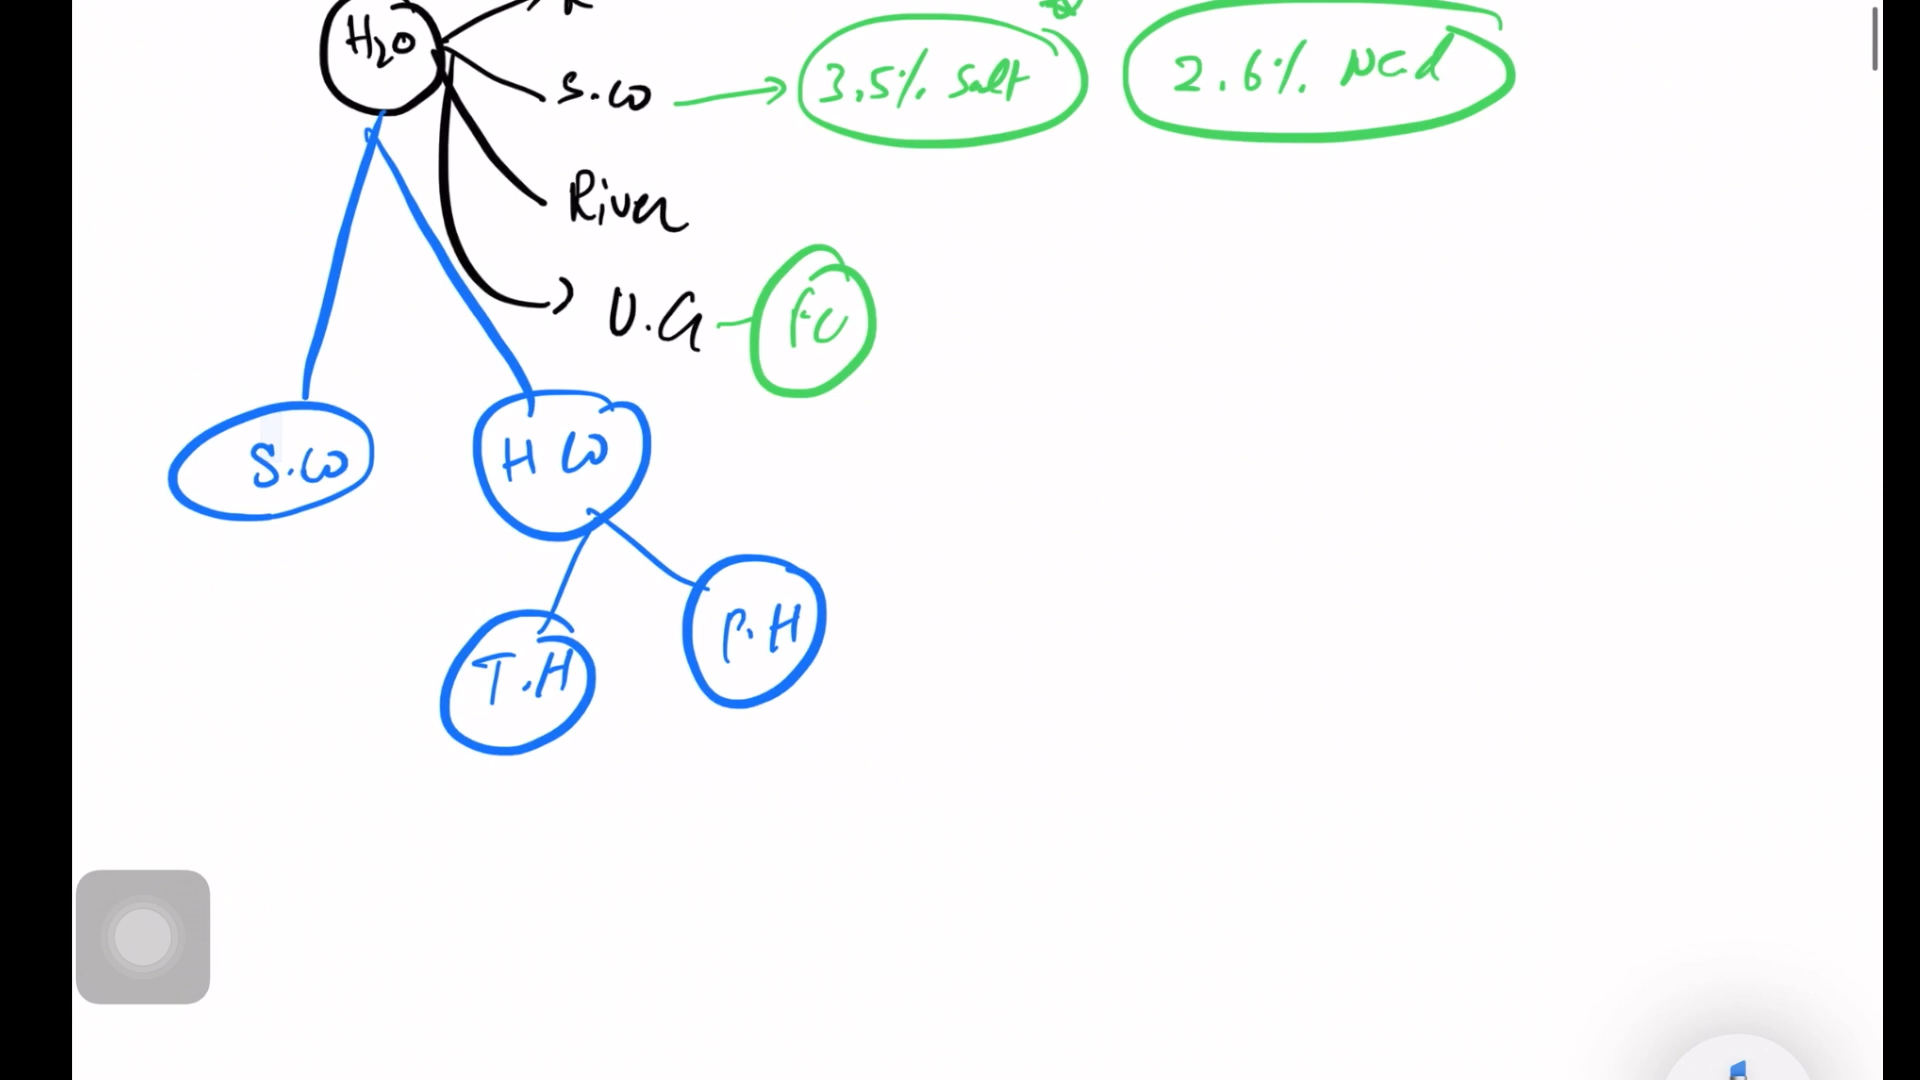 H₂O
S.W → 3.5% Salt 2.6% NaCl
River
U.G - 
S.W H W
P.H
T.H